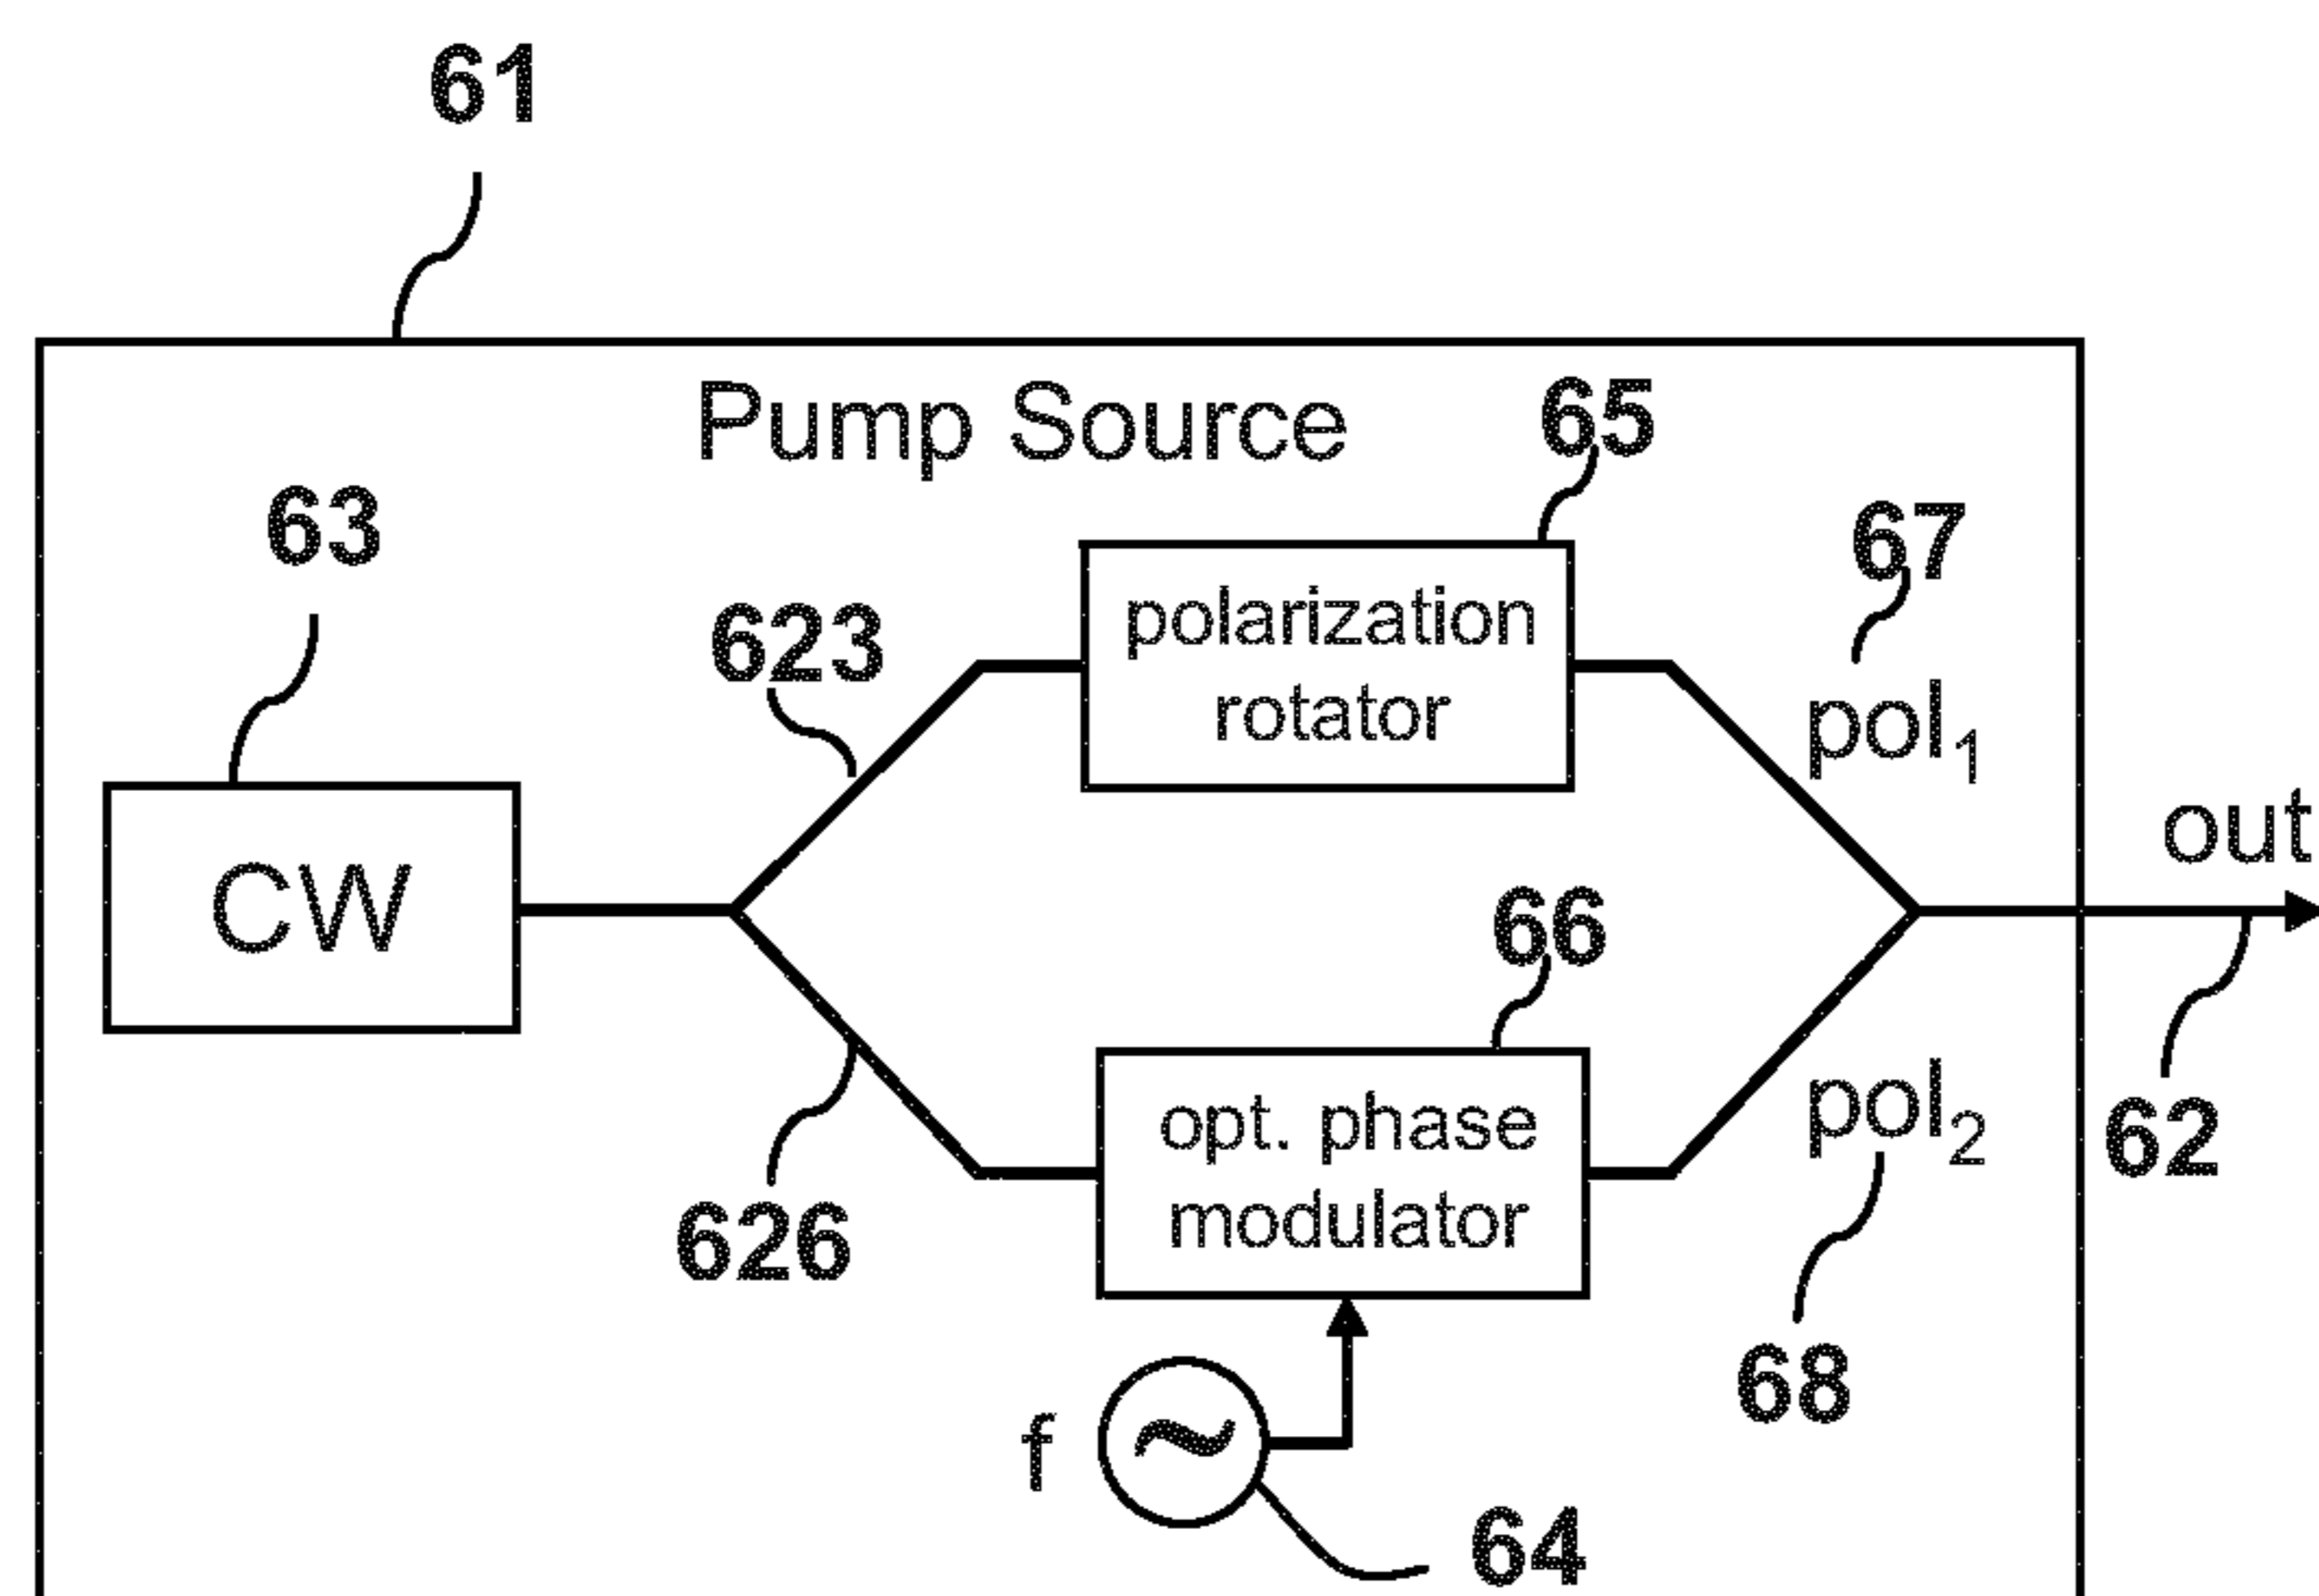 61
Pump Source
65
63
67
623
polarization
rotator
pol₁
CW
out
66
opt. phase
modulator
pol₂
62
626
68
f
~
64